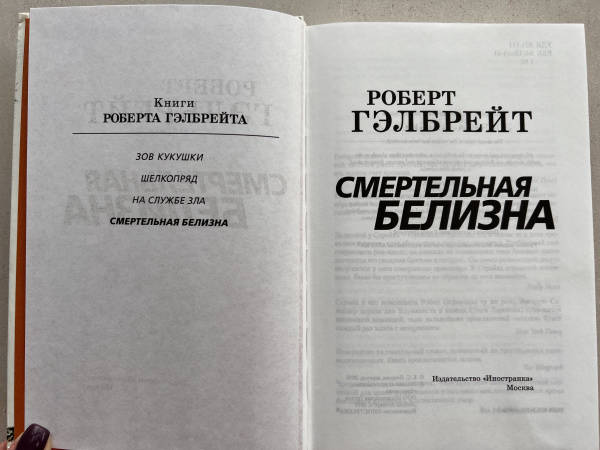 Книги
РОБЕРТА ГЭЛБРЕЙТА
ЗОВ КУКУШКИ
ШЕЛКОПРЯД
НА СЛУЖБЕ ЗЛА
СМЕРТЕЛЬНАЯ БЕЛИЗНА
РОБЕРТ
ГЭЛБРЕЙТ
СМЕРТЕЛЬНАЯ
БЕЛИЗНА
Издательство «Иностранка»
Москва